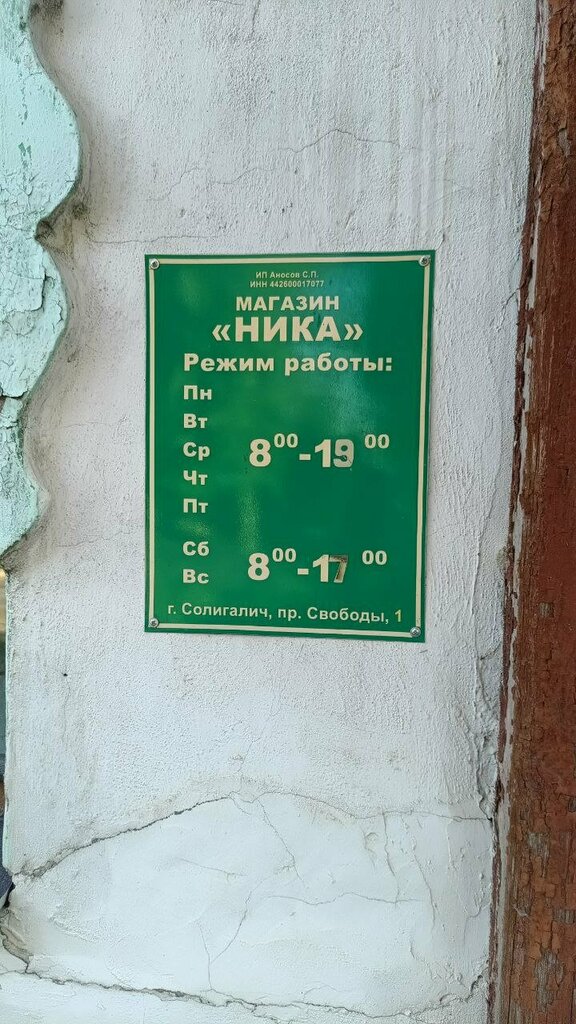 ИП Аносов С.П.
ИНН 442600017077
МАГАЗИН
«НИКА»
Режим работы:
Пн
Вт
Ср 8⁰⁰-19⁰⁰
Чт
Пт
Сб 8⁰⁰-17⁰⁰
Вс
г. Солигалич, пр. Свободы, 1